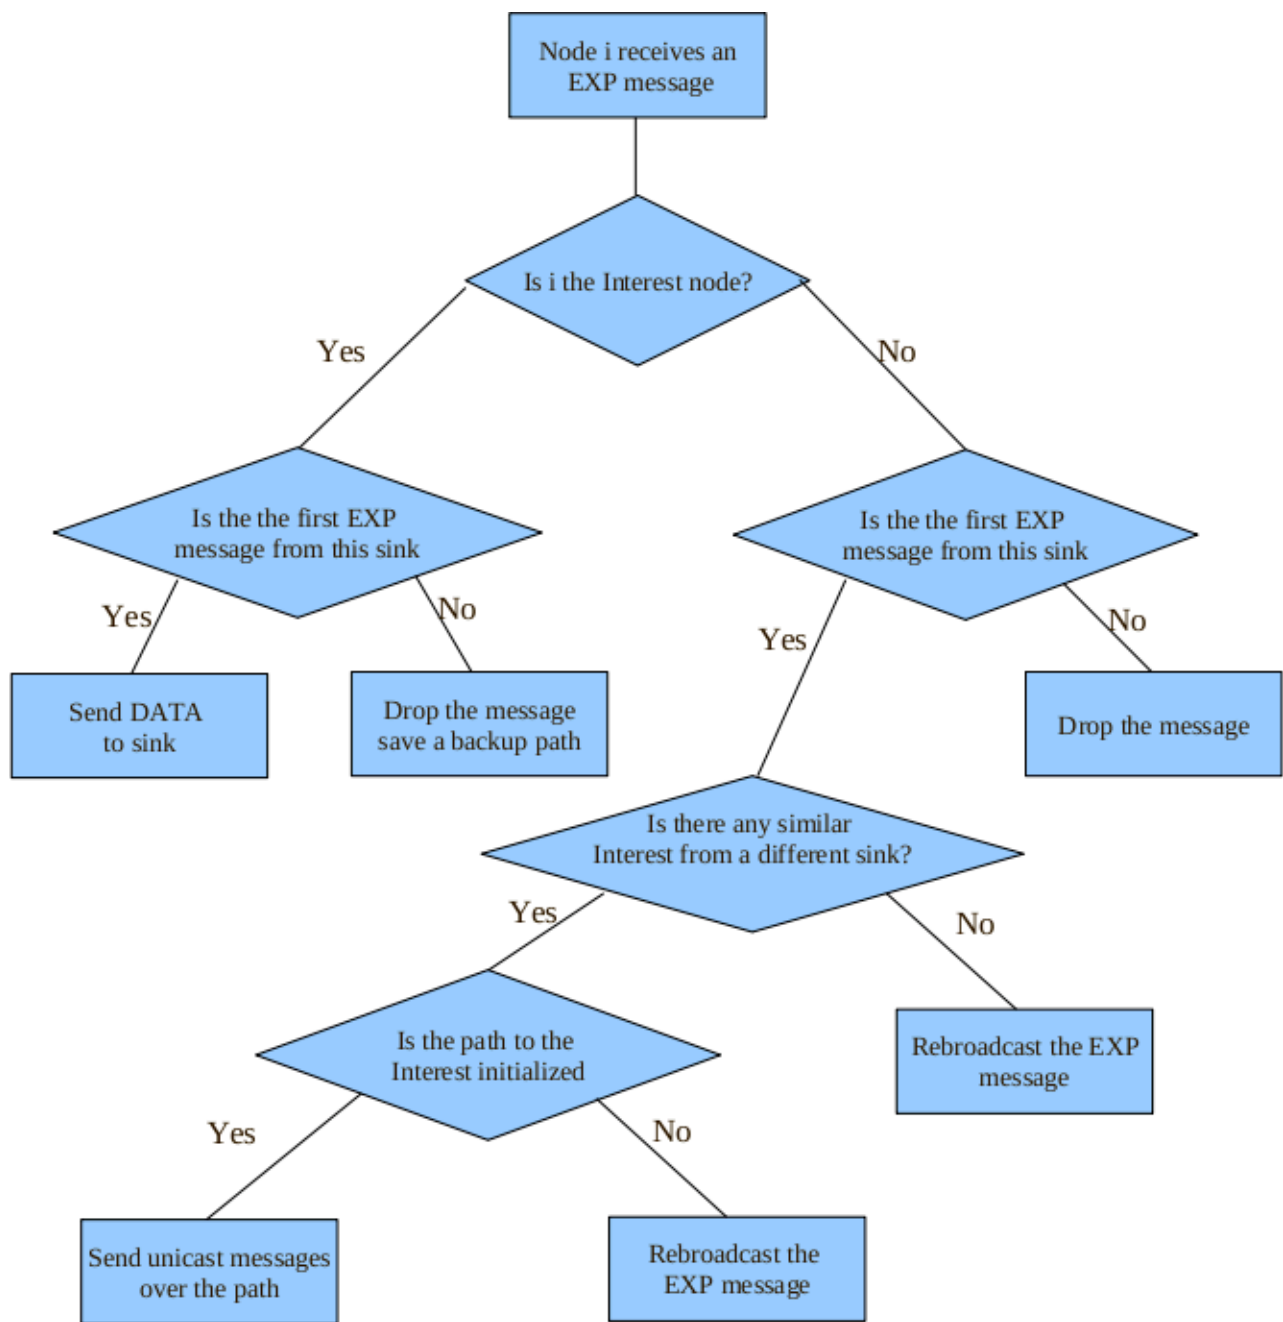 Node i receives an
EXP message
Is i the Interest node?
Yes
No
Is the the first EXP
message from this sink
Is the the first EXP
message from this sink
Yes
No
Yes
No
Send DATA
to sink
Drop the message
save a backup path
Drop the message
Is there any similar
Interest from a different sink?
Yes
No
Is the path to the
Interest initialized
Rebroadcast the EXP
message
Yes
No
Send unicast messages
over the path
Rebroadcast the
EXP message